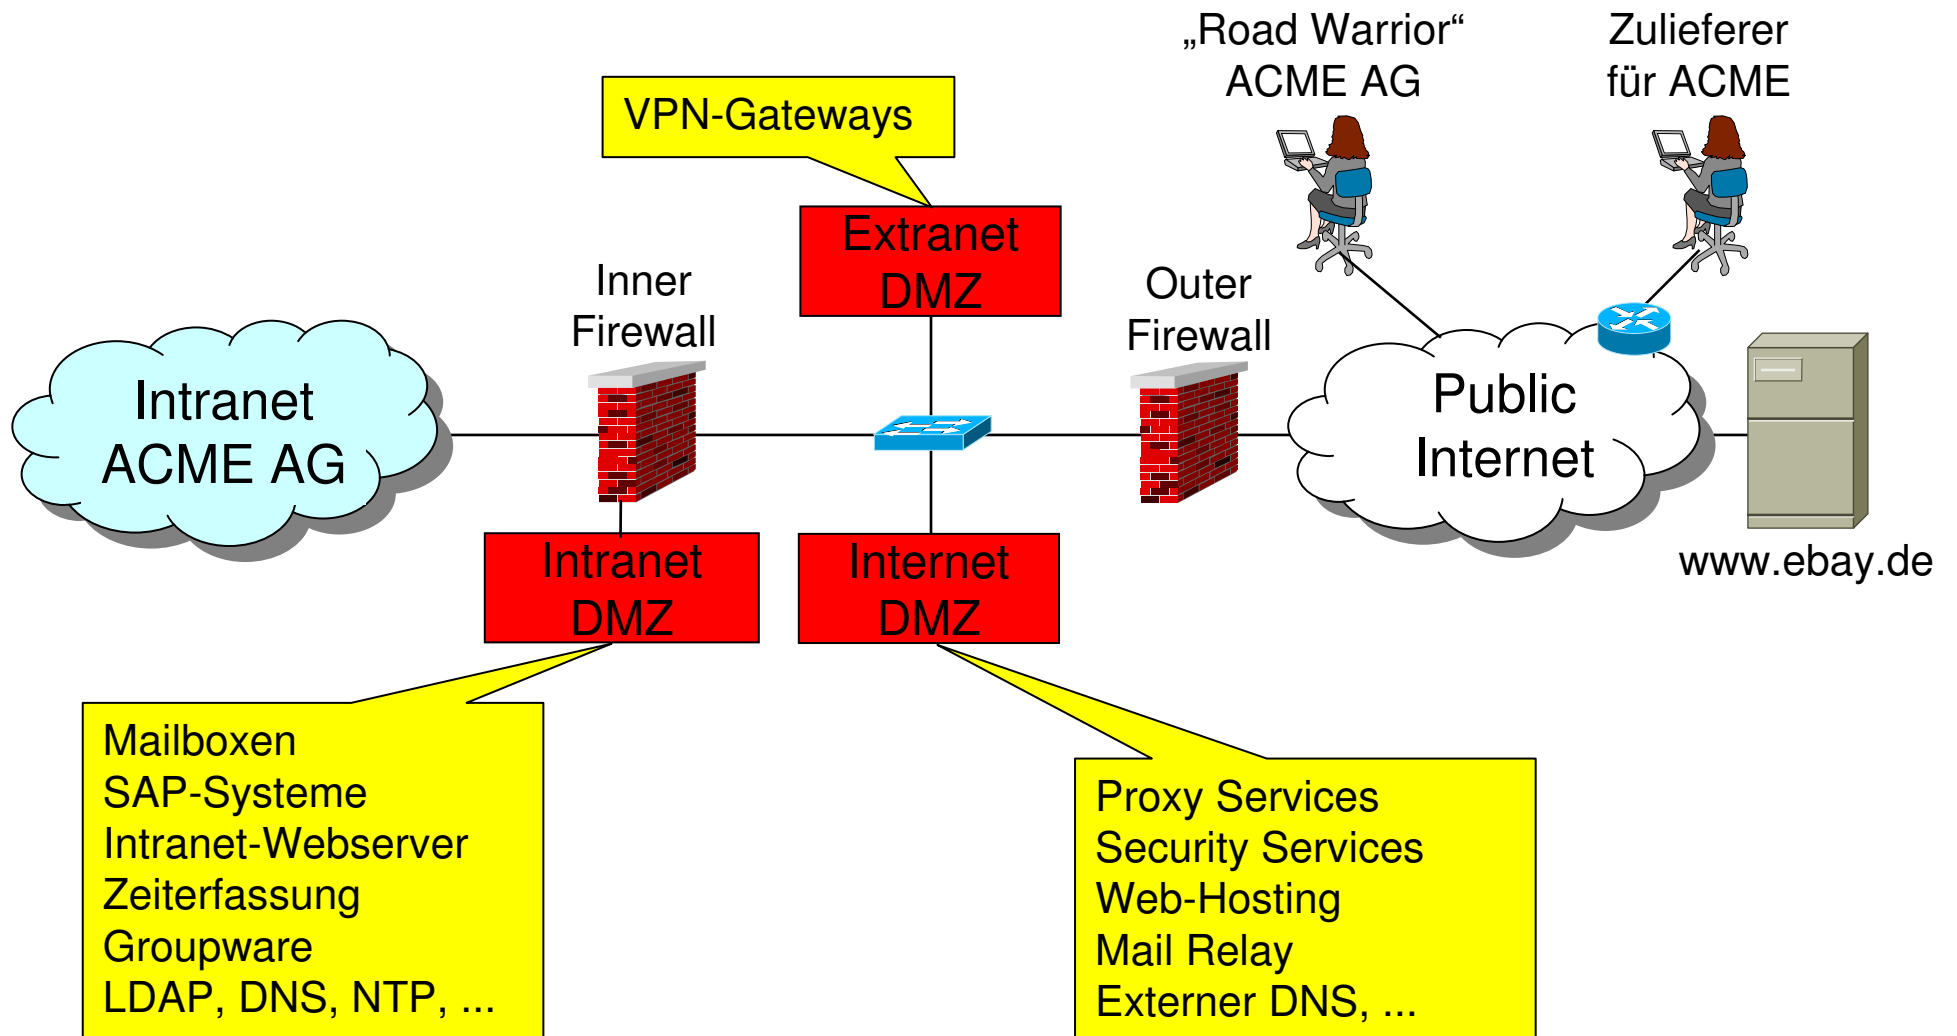 „Road Warrior“
ACME AG
Zulieferer
für ACME
VPN-Gateways
Extranet
DMZ
Inner
Firewall
Outer
Firewall
Intranet
ACME AG
Public
Internet
www.ebay.de
Intranet
DMZ
Internet
DMZ
Mailboxen
SAP-Systeme
Intranet-Webserver
Zeiterfassung
Groupware
LDAP, DNS, NTP, ...
Proxy Services
Security Services
Web-Hosting
Mail Relay
Externer DNS, ...